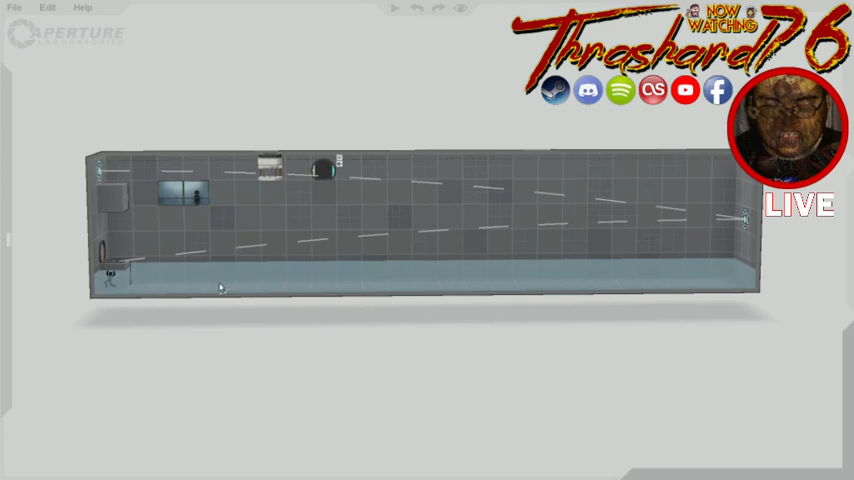 File Edit Help
APERTURE
LABORATORIES
NOW
WATCHING
Thrashard76
LIVE